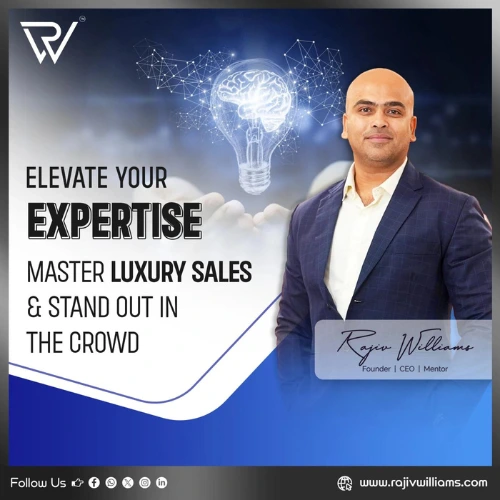 RW
ELEVATE YOUR
EXPERTISE
MASTER LUXURY SALES
& STAND OUT IN
THE CROWD
Rajiv Williams
Founder | CEO | Mentor
Follow Us
www.rajivwilliams.com